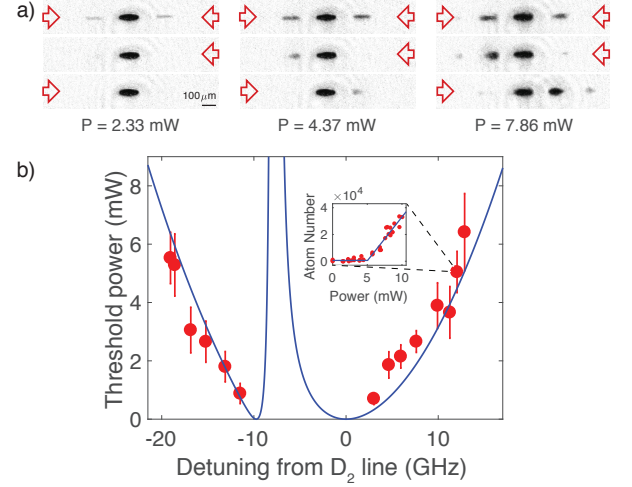 a)
100μm
P = 2.33 mW
P = 4.37 mW
P = 7.86 mW
b)
Threshold power (mW)
8
6
4
2
0
-20
-10
0
10
Detuning from D₂ line (GHz)
Atom Number
×10⁴
4
2
0
0
5
10
Power (mW)